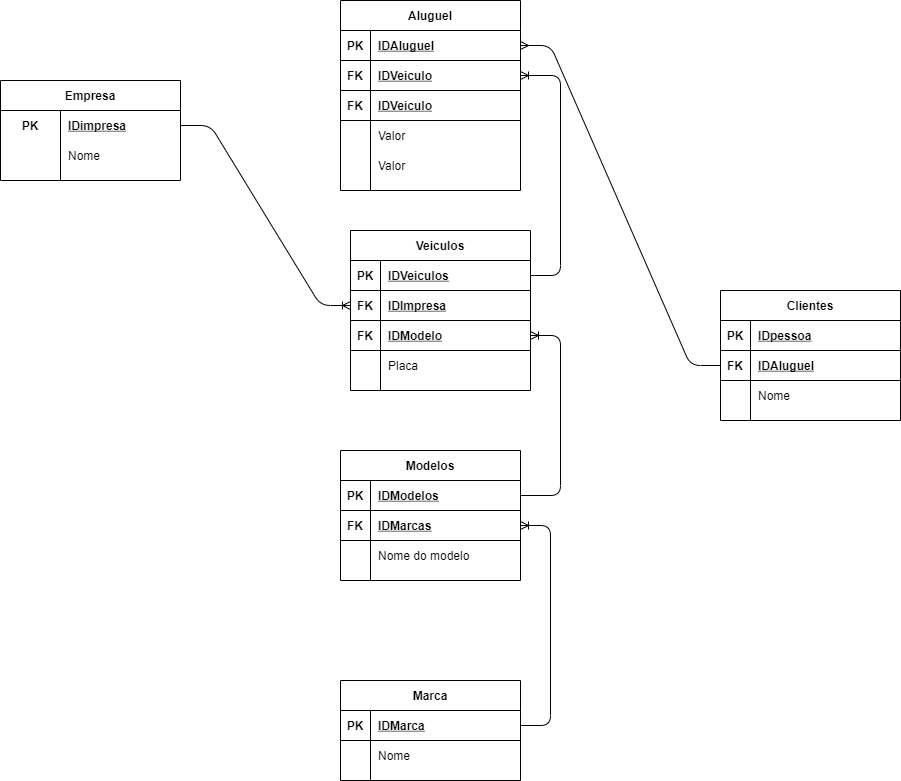 Aluguel
PK IDAluguel
FK IDVeiculo
FK IDVeiculo
Valor
Valor
Empresa
PK IDimpresa
Nome
Veiculos
PK IDVeiculos
FK IDImpresa
FK IDModelo
Placa
Clientes
PK IDpessoa
FK IDAluguel
Nome
Modelos
PK IDModelos
FK IDMarcas
Nome do modelo
Marca
PK IDMarca
Nome